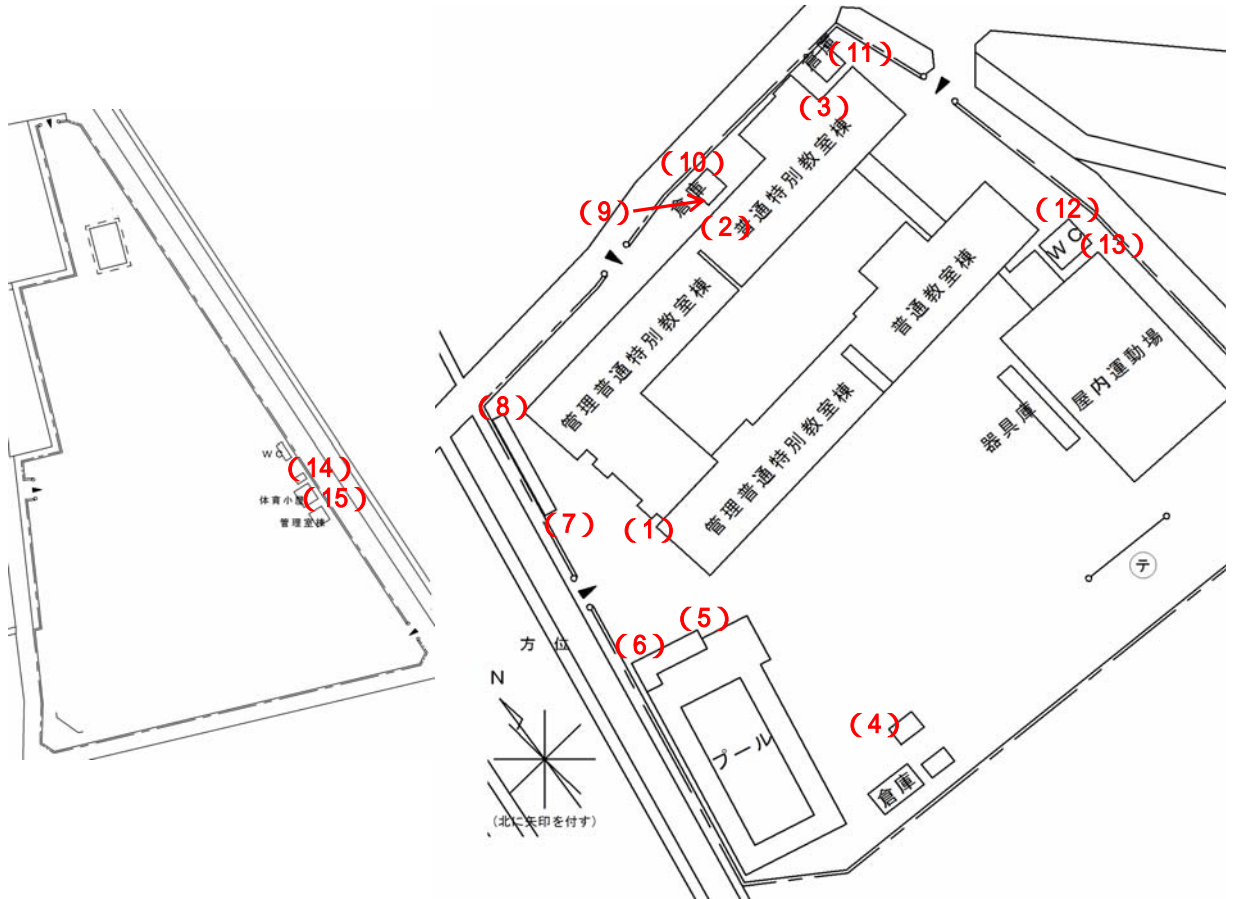 倉庫
(11)
(3)
(10)
倉庫
(9)
(2)
普通特別教室棟
(12)
WC
(13)
管理普通特別教室棟
普通教室棟
屋内運動場
器具庫
(8)
管理普通特別教室棟
(7)
(1)
WC
(14)
体育小屋
(15)
管理室棟
テ
(5)
(6)
方位
N
(北に矢印を付す)
プール
(4)
倉庫